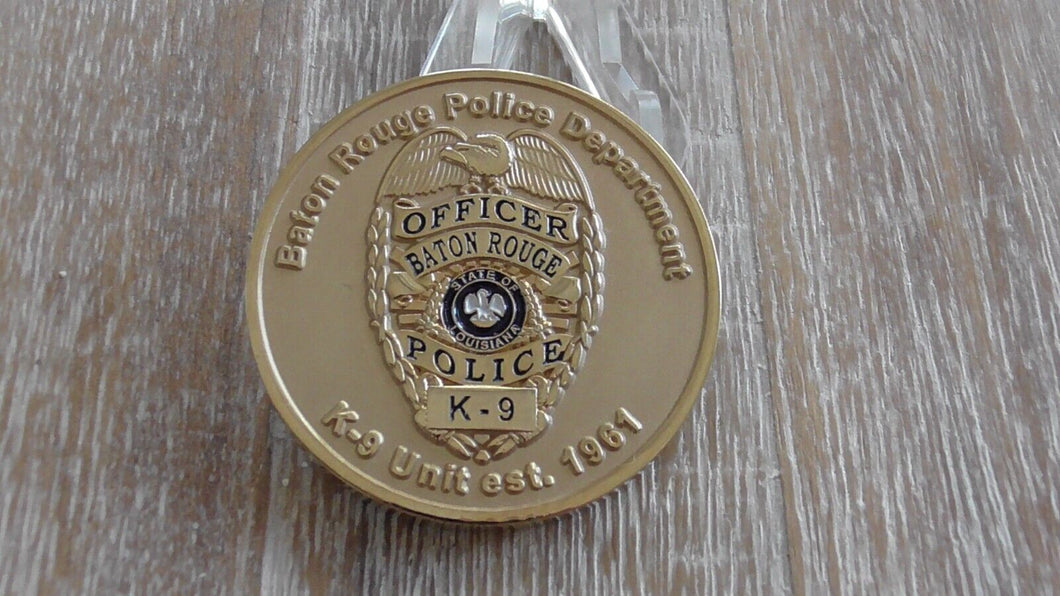 Baton Rouge Police Department
OFFICER
BATON ROUGE
STATE OF
LOUISIANA
POLICE
K-9
K-9 Unit est. 1961